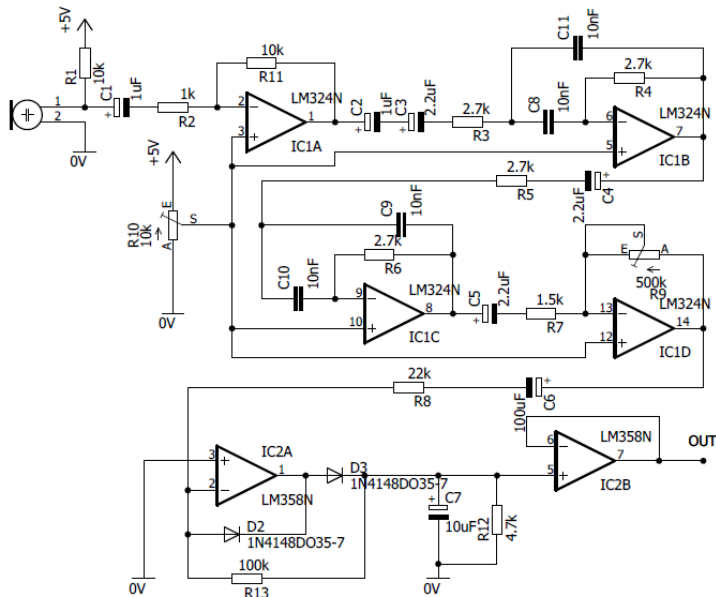 +5V
R1
10k
1
2
0V
C1
1uF
1k
R2
10k
R11
2
3
LM324N
1
IC1A
C2
1uF
C3
2.2uF
2.7k
R3
C11
10nF
C8
10nF
2.7k
R4
6
5
LM324N
7
IC1B
+5V
R10
10k
E
S
A
0V
2.7k
R5
2.2uF
C4
C9
10nF
C10
10nF
2.7k
R6
9
10
LM324N
8
IC1C
C5
2.2uF
1.5k
R7
S
E
A
500k
R9
LM324N
13
12
14
IC1D
22k
R8
100uF
C6
IC2A
3
2
1
LM358N
D3
1N4148DO35-7
D2
1N4148DO35-7
100k
R13
0V
C7
10uF
R12
4.7k
0V
6
5
LM358N
7
IC2B
OUT